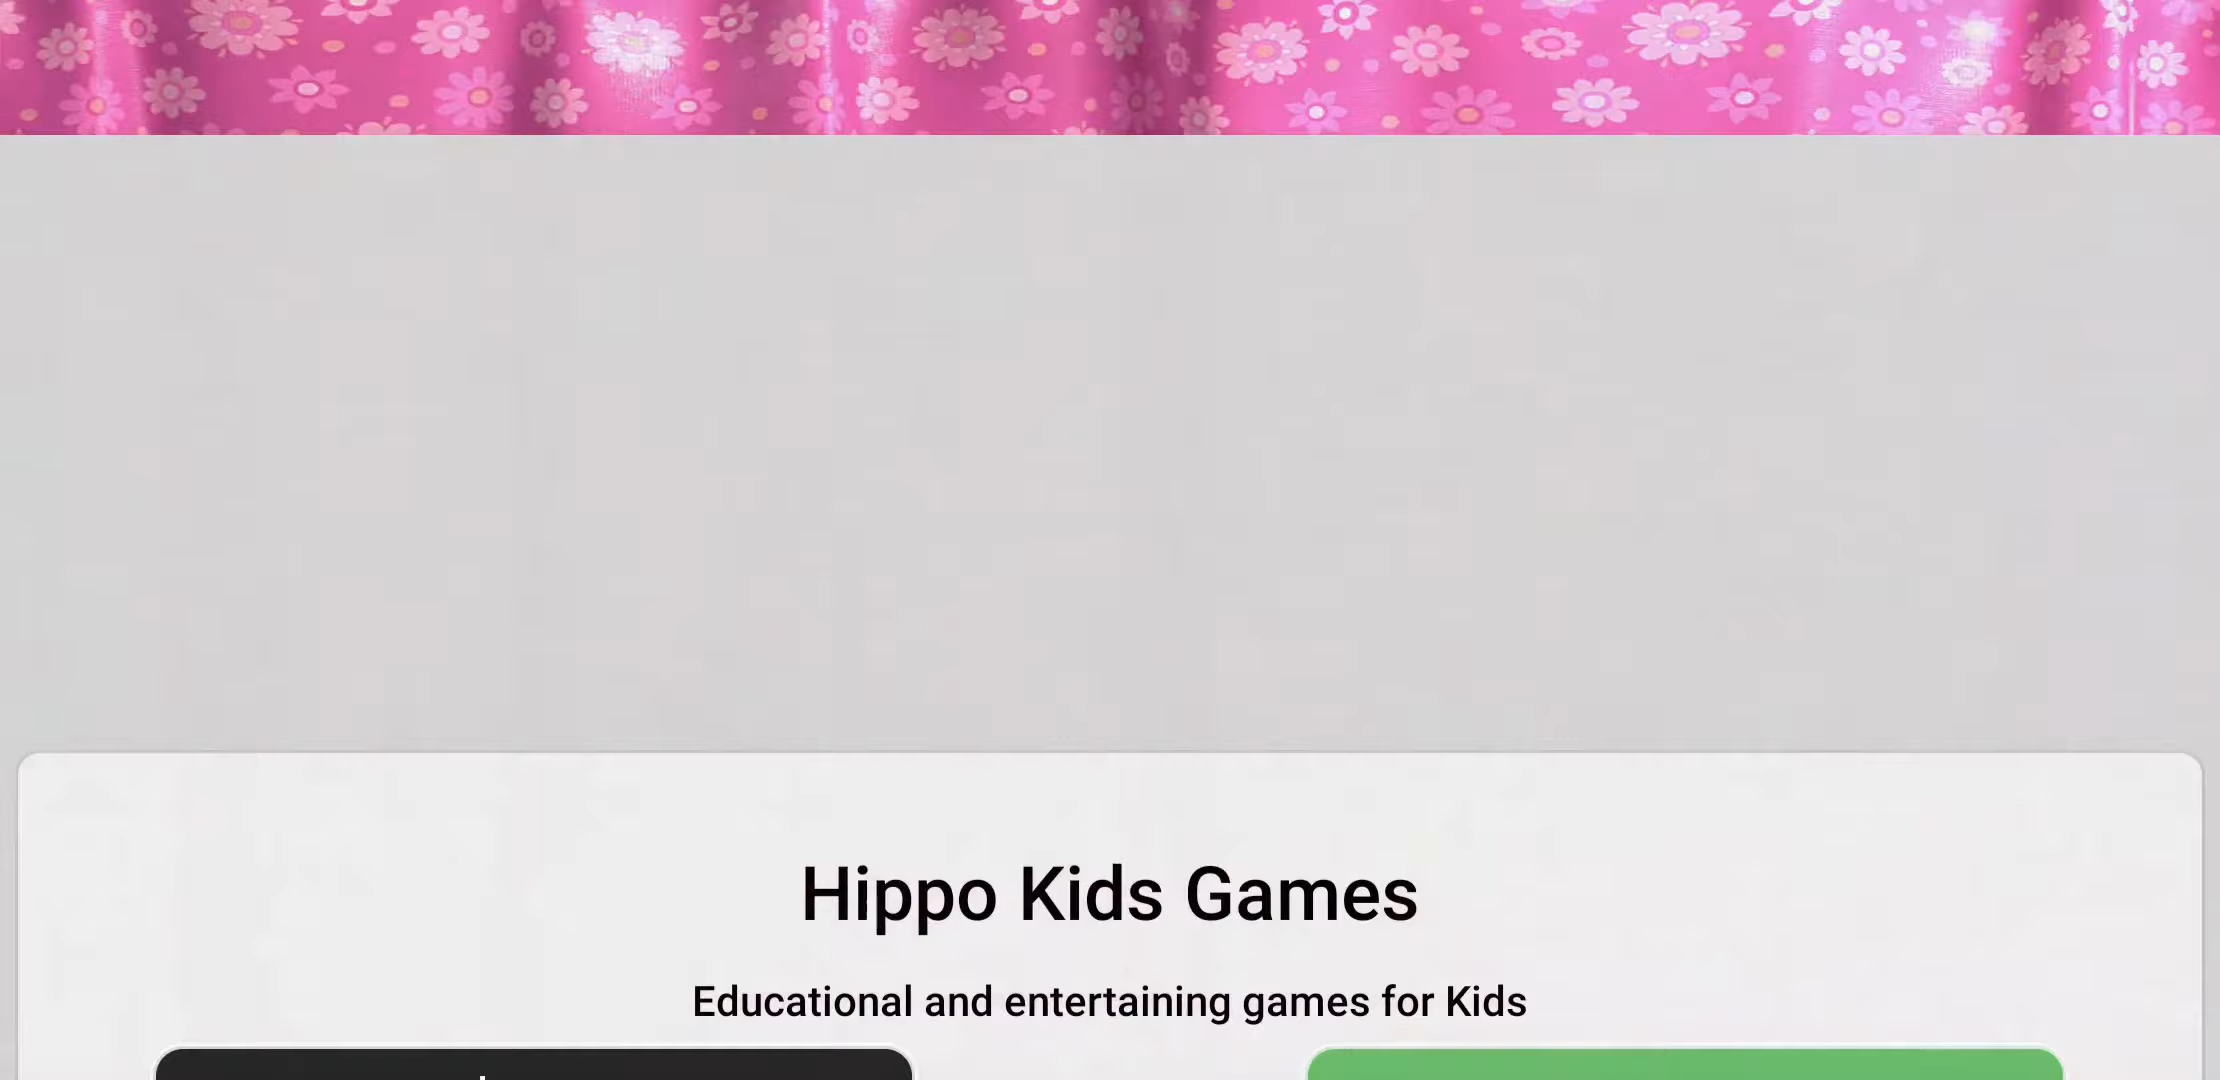 Hippo Kids Games
Educational and entertaining games for Kids